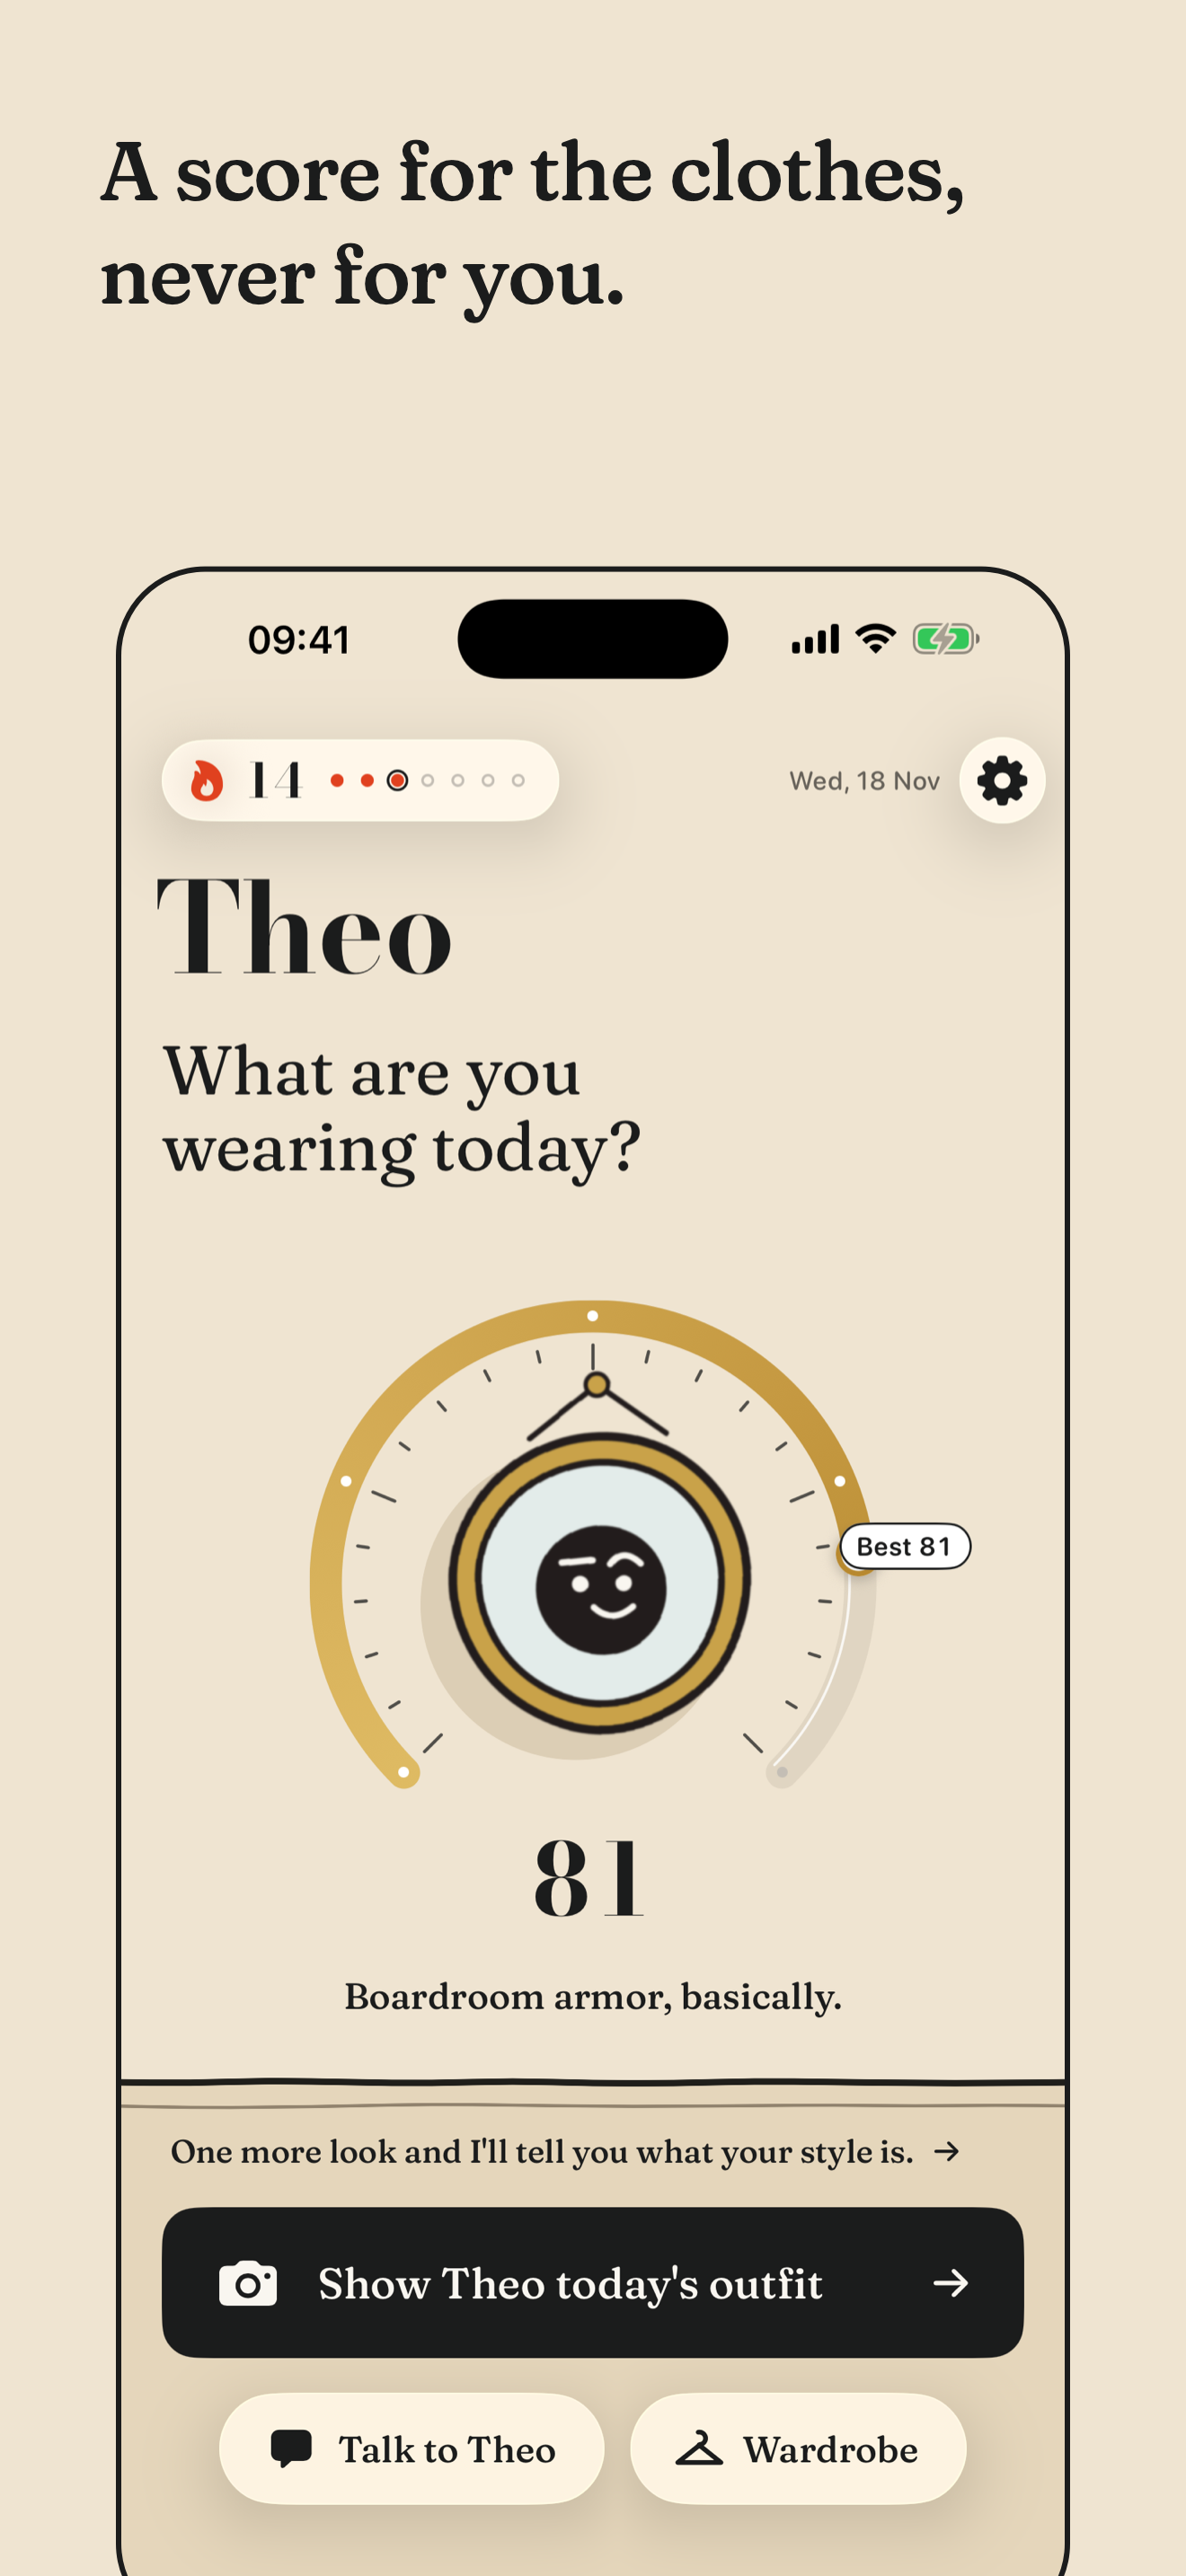 A score for the clothes,
never for you.
09:41
14
Wed, 18 Nov
Theo
What are you
wearing today?
Best 81
81
Boardroom armor, basically.
One more look and I'll tell you what your style is. →
Show Theo today's outfit →
Talk to Theo
Wardrobe